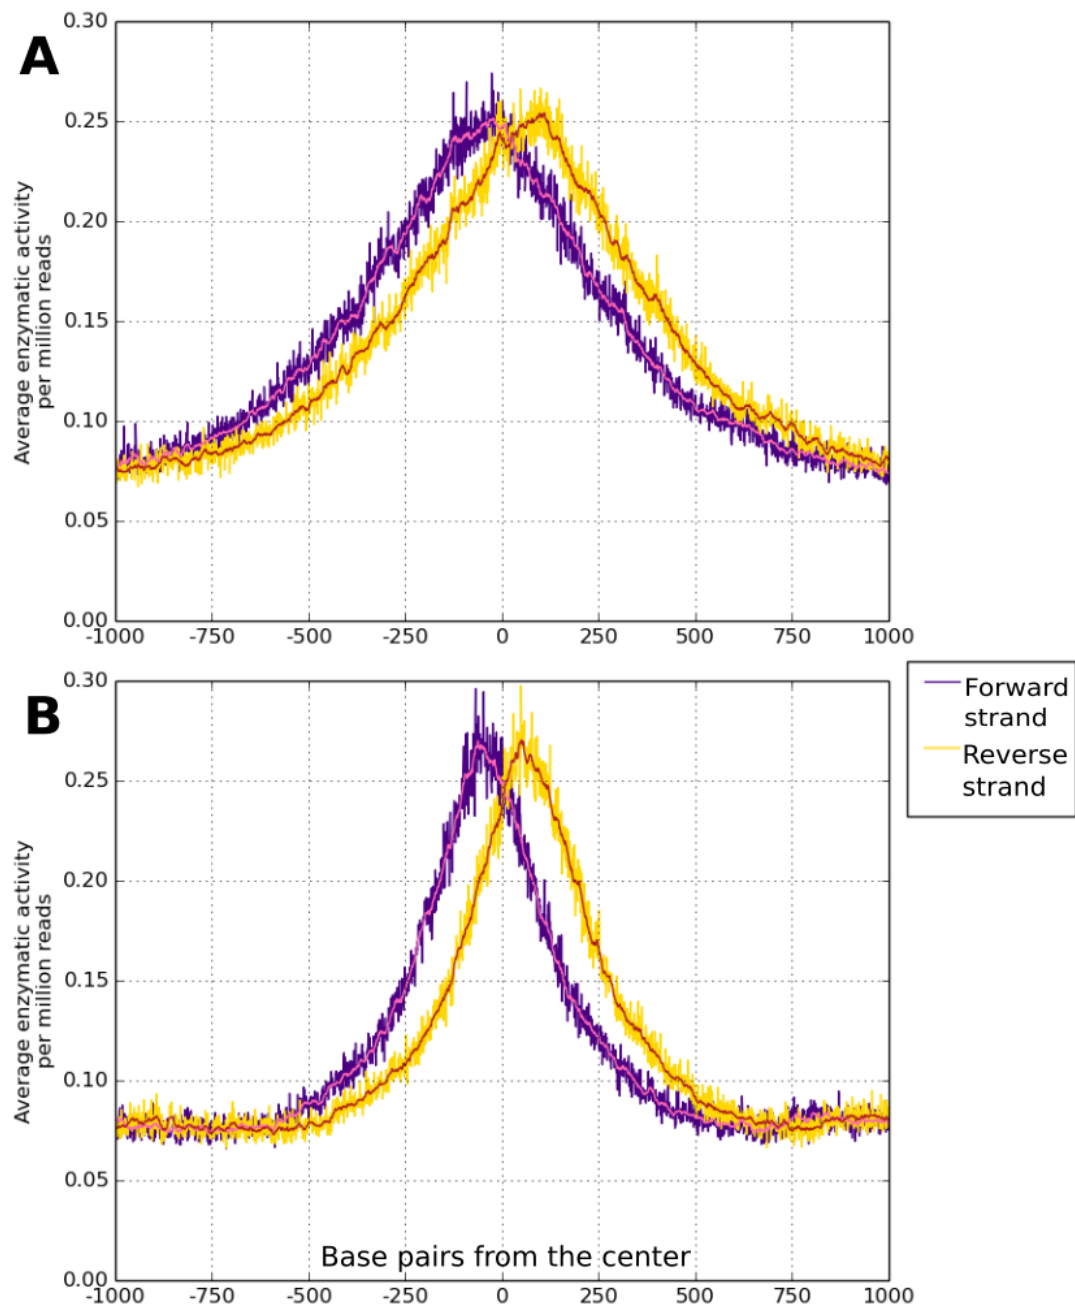 A
0.30
0.25
0.20
0.15
0.10
0.05
0.00
Average enzymatic activity
per million reads
-1000 -750 -500 -250 0 250 500 750 1000
B
0.30
0.25
0.20
0.15
0.10
0.05
0.00
Average enzymatic activity
per million reads
Forward
strand
Reverse
strand
Base pairs from the center
-1000 -750 -500 -250 0 250 500 750 1000